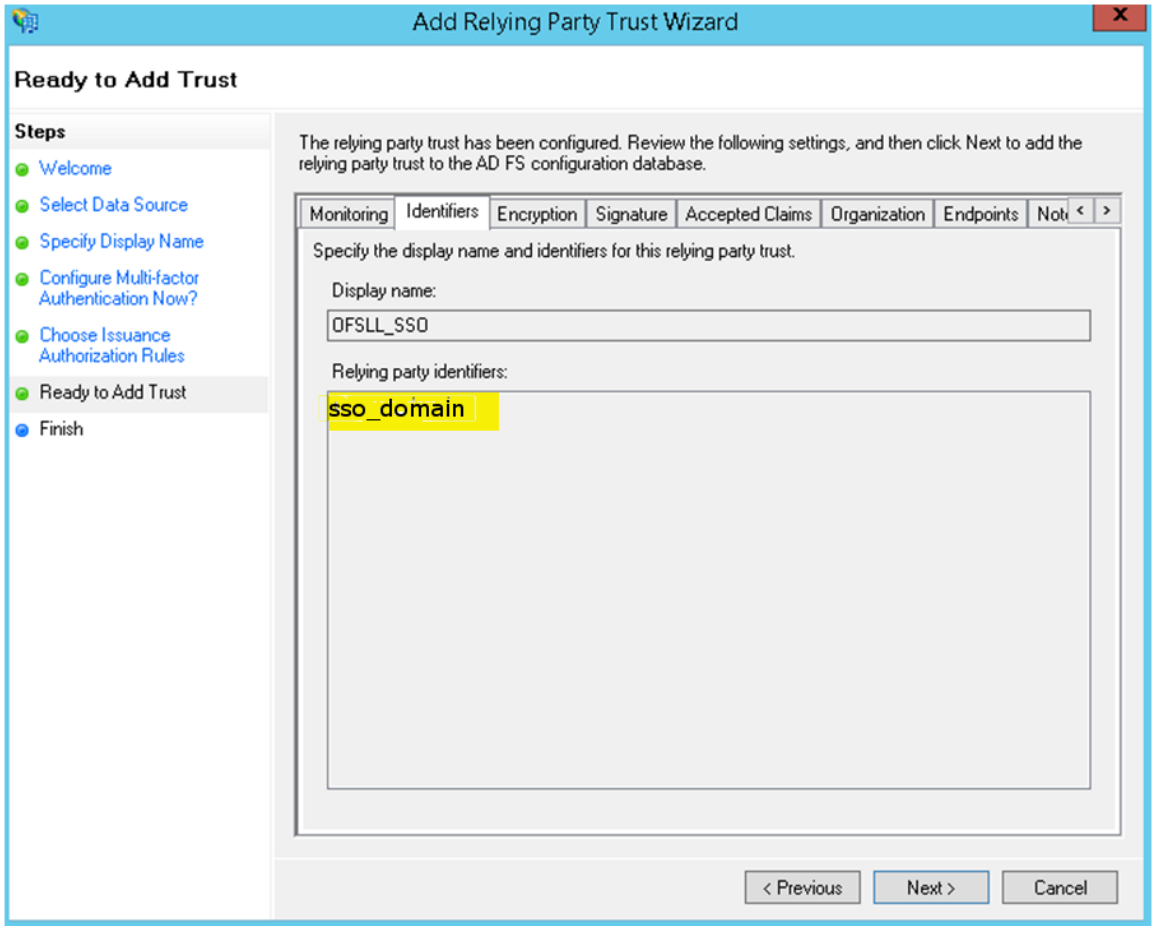 Add Relying Party Trust Wizard
x
Ready to Add Trust
Steps
Welcome
Select Data Source
Specify Display Name
Configure Multi-factor
Authentication Now?
Choose Issuance
Authorization Rules
Ready to Add Trust
Finish
The relying party trust has been configured. Review the following settings, and then click Next to add the
relying party trust to the AD FS configuration database.
Monitoring Identifiers Encryption Signature Accepted Claims Organization Endpoints Not < >
Specify the display name and identifiers for this relying party trust.
Display name:
OFSLL_SSO
Relying party identifiers:
sso_domain
< Previous Next > Cancel